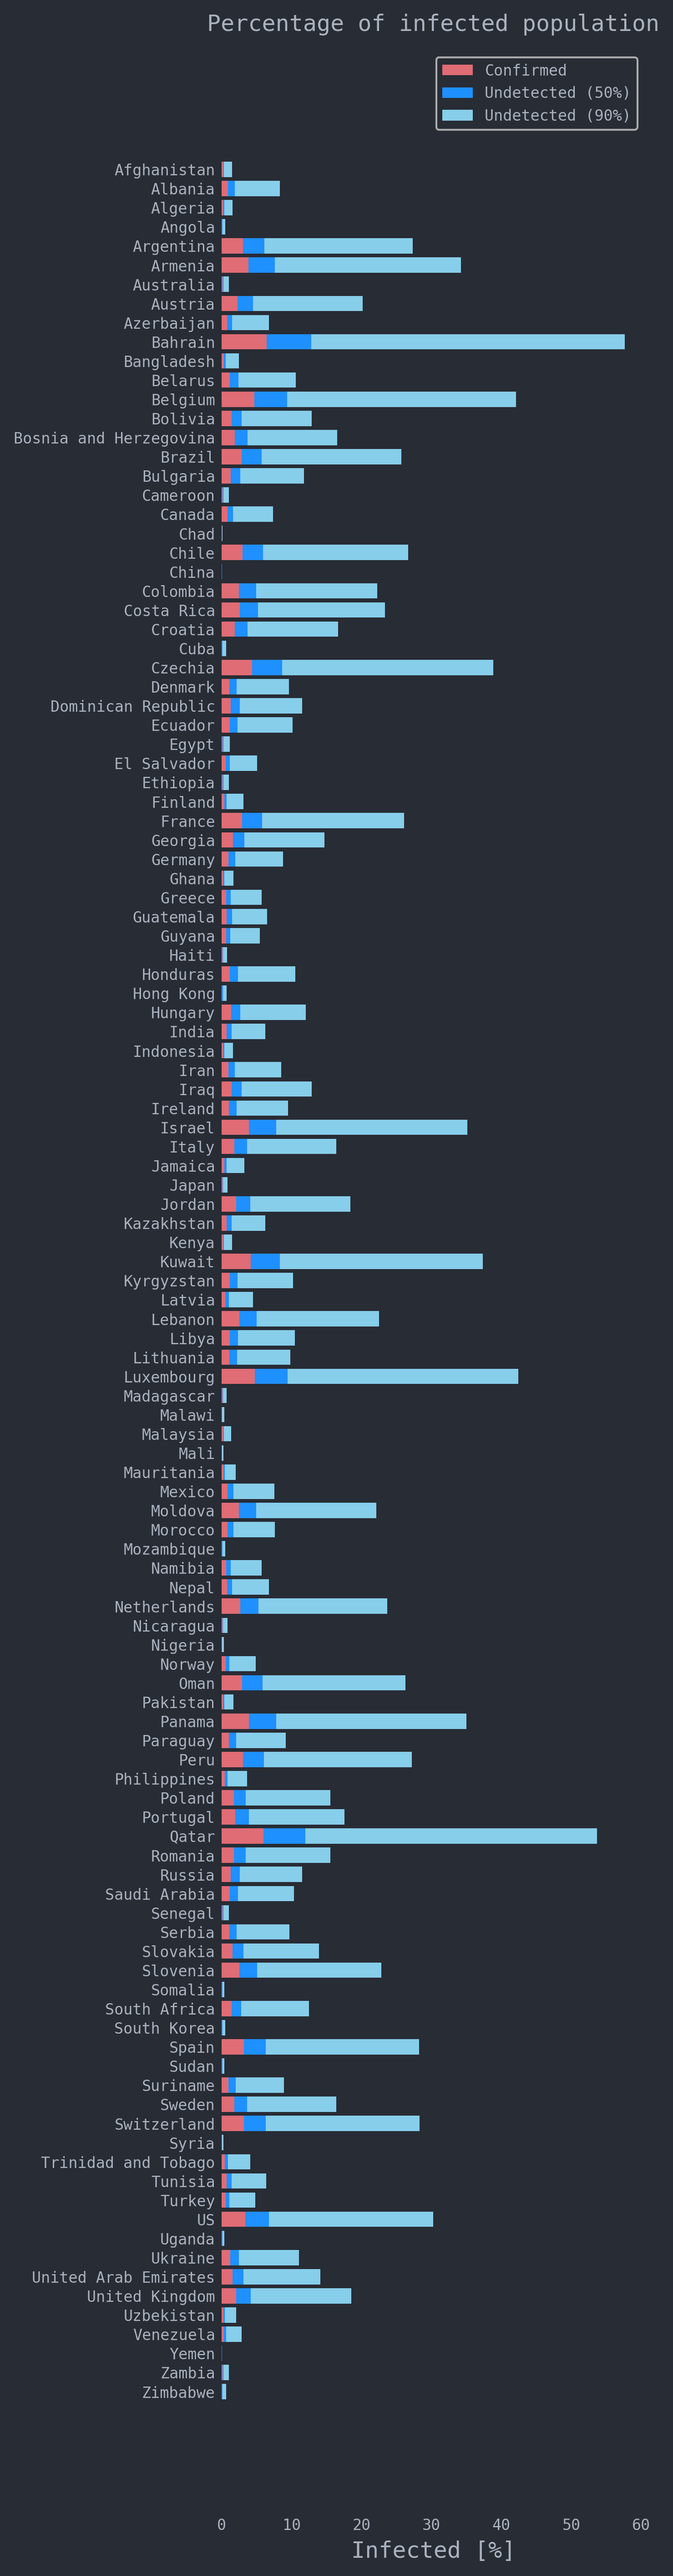 Percentage of infected population
Confirmed
Undetected (50%)
Undetected (90%)
Afghanistan
Albania
Algeria
Angola
Argentina
Armenia
Australia
Austria
Azerbaijan
Bahrain
Bangladesh
Belarus
Belgium
Bolivia
Bosnia and Herzegovina
Brazil
Bulgaria
Cameroon
Canada
Chad
Chile
China
Colombia
Costa Rica
Croatia
Cuba
Czechia
Denmark
Dominican Republic
Ecuador
Egypt
El Salvador
Ethiopia
Finland
France
Georgia
Germany
Ghana
Greece
Guatemala
Guyana
Haiti
Honduras
Hong Kong
Hungary
India
Indonesia
Iran
Iraq
Ireland
Israel
Italy
Jamaica
Japan
Jordan
Kazakhstan
Kenya
Kuwait
Kyrgyzstan
Latvia
Lebanon
Libya
Lithuania
Luxembourg
Madagascar
Malawi
Malaysia
Mali
Mauritania
Mexico
Moldova
Morocco
Mozambique
Namibia
Nepal
Netherlands
Nicaragua
Nigeria
Norway
Oman
Pakistan
Panama
Paraguay
Peru
Philippines
Poland
Portugal
Qatar
Romania
Russia
Saudi Arabia
Senegal
Serbia
Slovakia
Slovenia
Somalia
South Africa
South Korea
Spain
Sudan
Suriname
Sweden
Switzerland
Syria
Trinidad and Tobago
Tunisia
Turkey
US
Uganda
Ukraine
United Arab Emirates
United Kingdom
Uzbekistan
Venezuela
Yemen
Zambia
Zimbabwe
0 10 20 30 40 50 60
Infected [%]